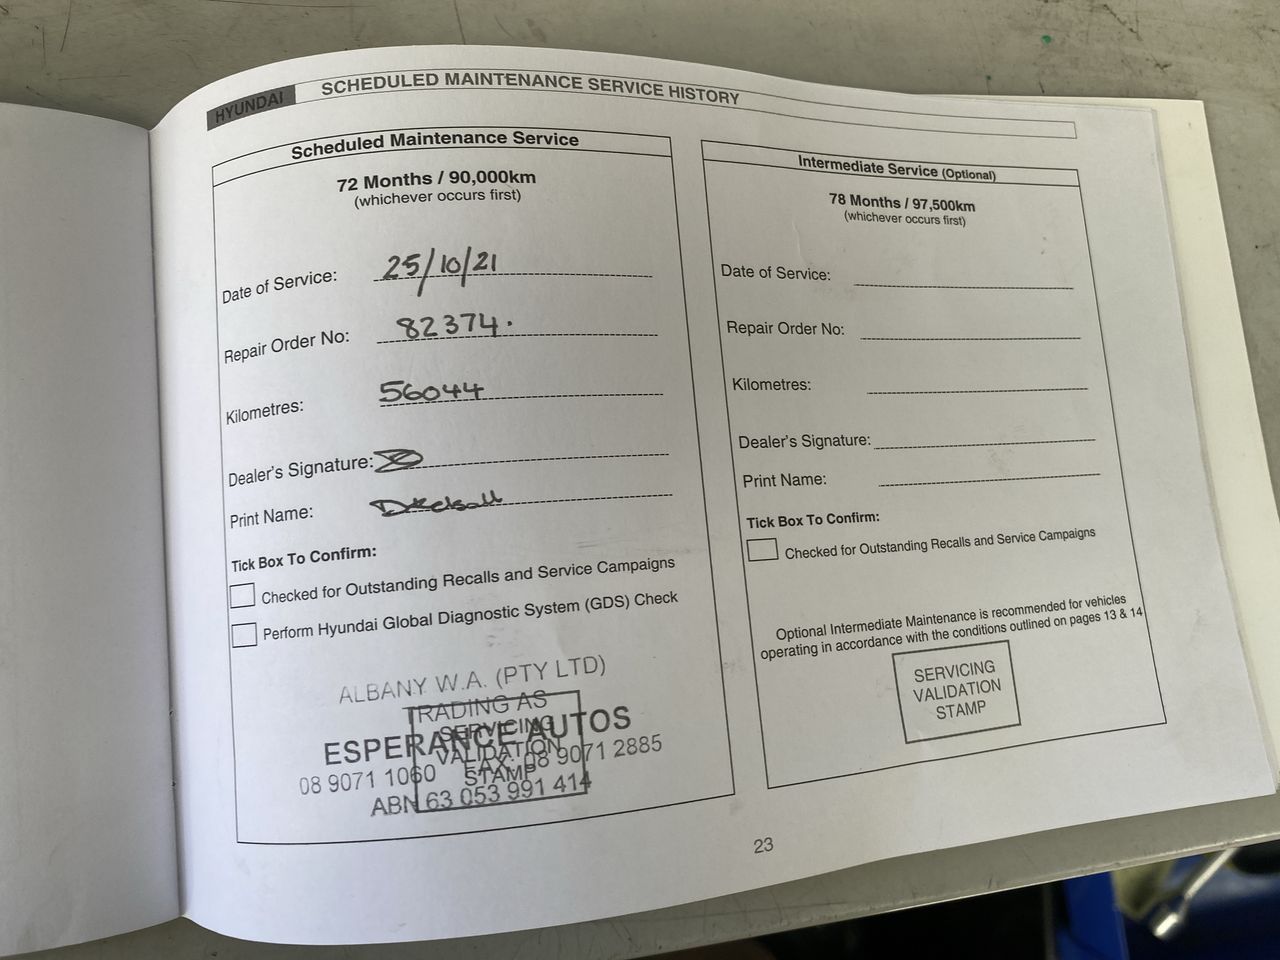 HYUNDAI SCHEDULED MAINTENANCE SERVICE HISTORY
Scheduled Maintenance Service
72 Months / 90,000km
(whichever occurs first)
Date of Service: 25/10/21
Repair Order No: 82374.
Kilometres: 56044
Dealer's Signature:
Print Name:
Tick Box To Confirm:
Checked for Outstanding Recalls and Service Campaigns
Perform Hyundai Global Diagnostic System (GDS) Check
ALBANY W.A. (PTY LTD)
TRADING AS
ESPERANCE AUTOS
08 9071 1060 FAX: 08 9071 2885
ABN 63 053 991 414
SERVICING
VALIDATION
STAMP
Intermediate Service (Optional)
78 Months / 97,500km
(whichever occurs first)
Date of Service:
Repair Order No:
Kilometres:
Dealer's Signature:
Print Name:
Tick Box To Confirm:
Checked for Outstanding Recalls and Service Campaigns
Optional Intermediate Maintenance is recommended for vehicles
operating in accordance with the conditions outlined on pages 13 & 14
SERVICING
VALIDATION
STAMP
23